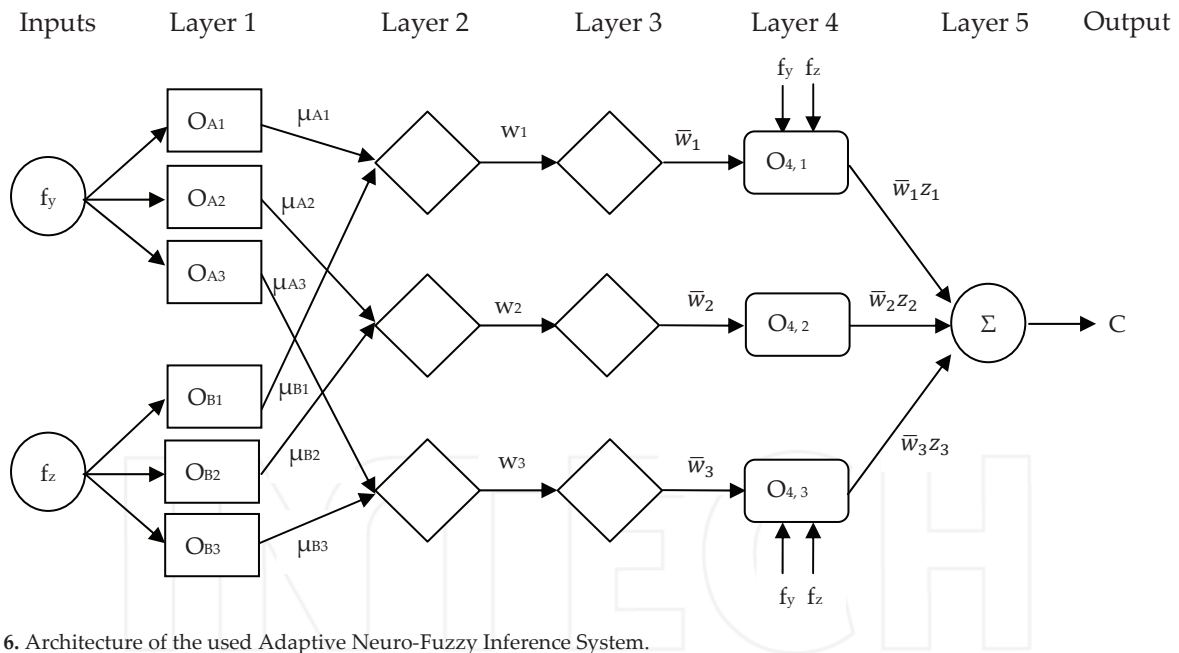 Inputs Layer 1 Layer 2 Layer 3 Layer 4 Layer 5 Output
fy fz
OA1 μA1 w1 w̅1 O4, 1
fy OA2 μA2 w̅1z1
OA3 μA3
w2 w̅2 O4, 2 w̅2z2 Σ C
OB1 μB1
fz OB2 μB2 w3 w̅3 O4, 3 w̅3z3
OB3 μB3
fy fz
INTECH
6. Architecture of the used Adaptive Neuro-Fuzzy Inference System.